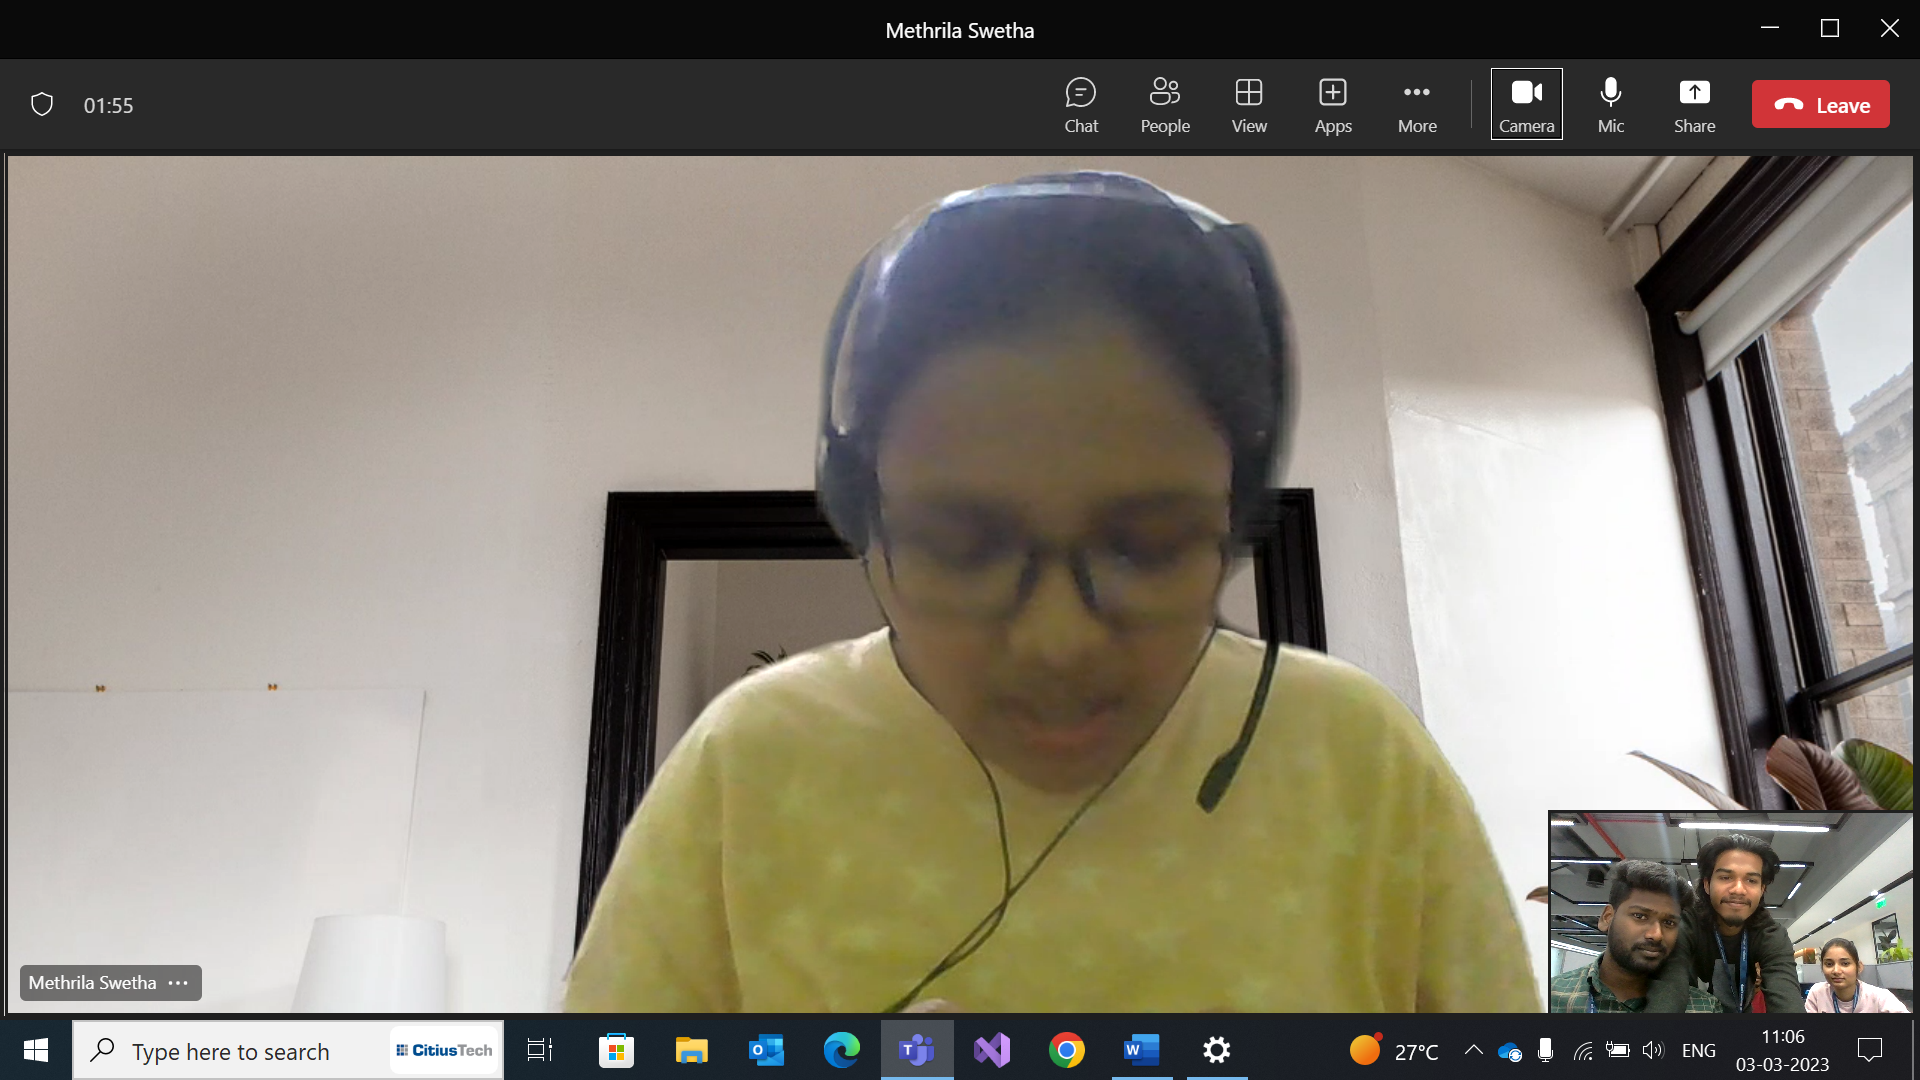 Methrila Swetha
01:55
Chat
People
View
Apps
More
Camera
Mic
Share
Leave
Methrila Swetha
Type here to search
CitiusTech
27°C
ENG
11:06
03-03-2023